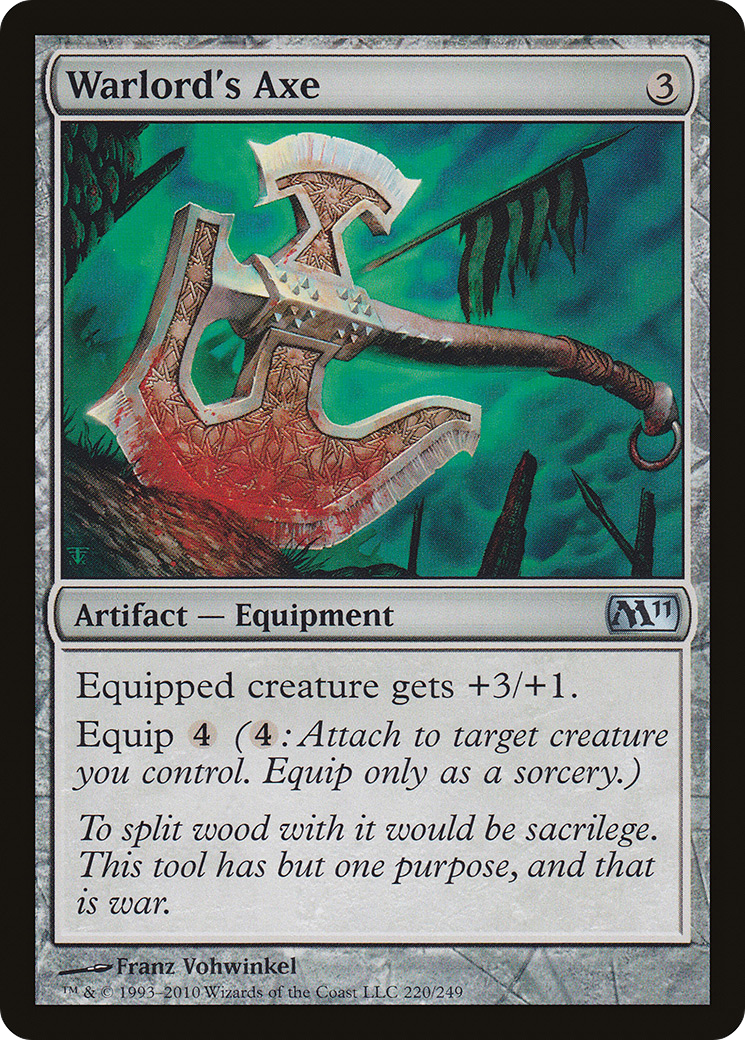 Warlord's Axe 3
Artifact — Equipment M11
Equipped creature gets +3/+1.
Equip 4 (4: Attach to target creature
you control. Equip only as a sorcery.)
To split wood with it would be sacrilege.
This tool has but one purpose, and that
is war.
Franz Vohwinkel
™ & © 1993–2010 Wizards of the Coast LLC 220/249